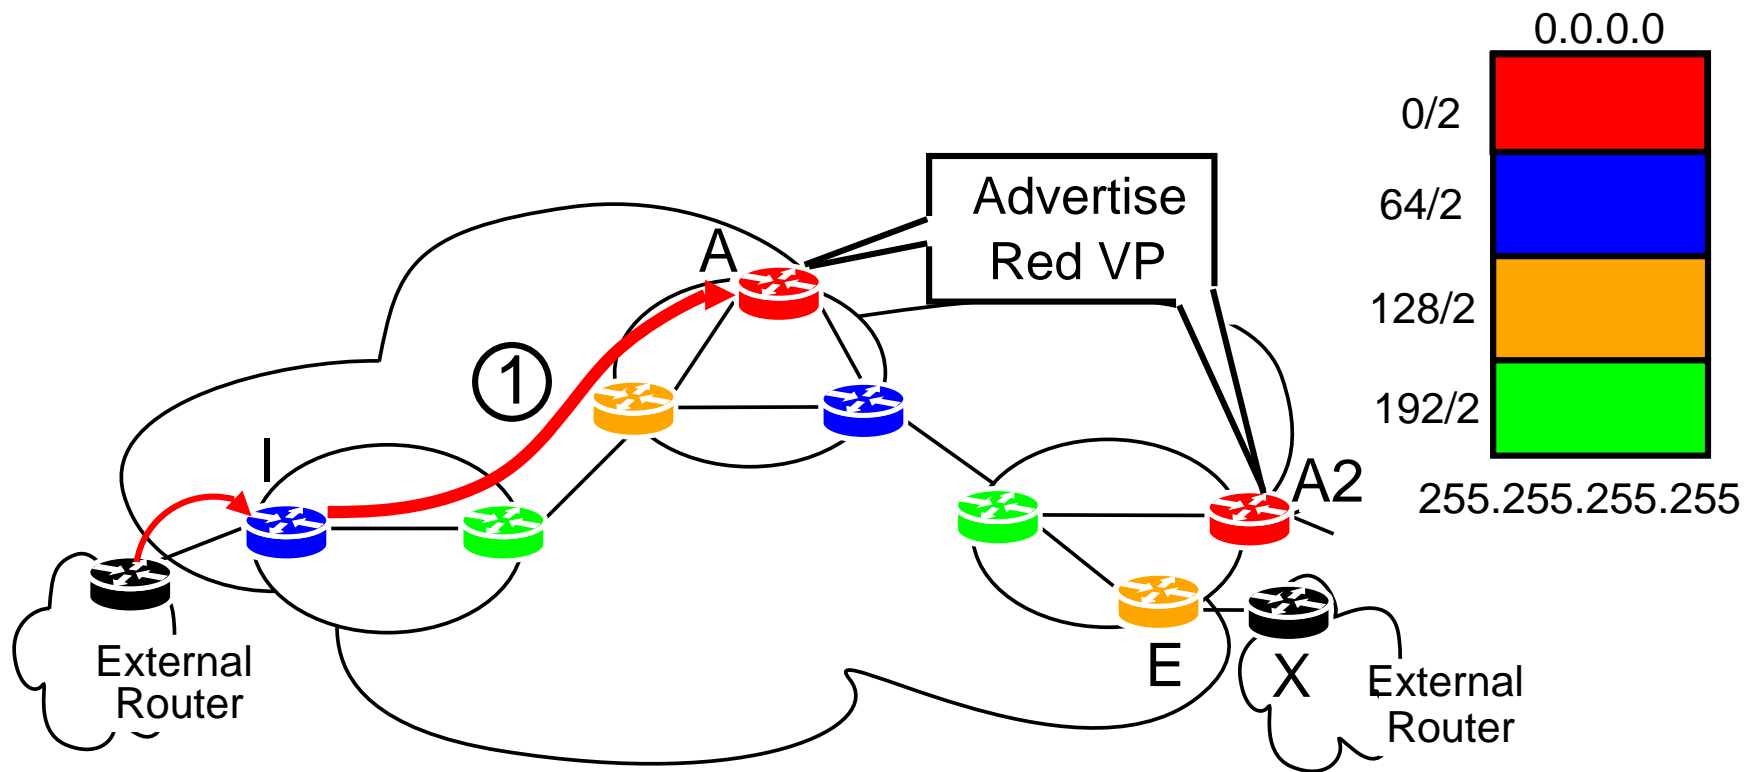 0.0.0.0
0/2
64/2
128/2
192/2
255.255.255.255
Advertise
Red VP
A
1
I
A2
E
X
External
Router
External
Router